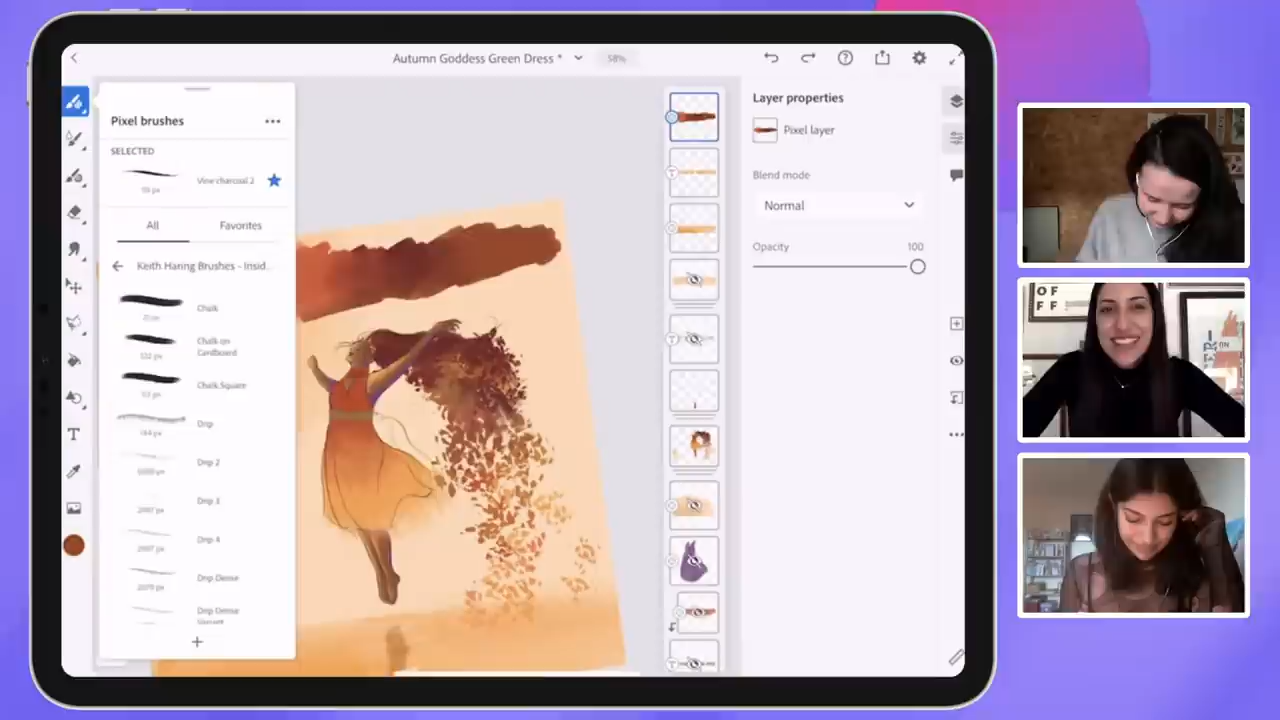 Autumn Goddess Green Dress *
58%
Pixel brushes
SELECTED
Vine charcoal 2
All
Favorites
Keith Haring Brushes - Insid...
Chalk
Chalk on
Cardboard
Chalk Square
Drip
Drip 2
Drip 3
Drip 4
Drip Dense
Drip Dense
T
Layer properties
Pixel layer
Blend mode
Normal
Opacity
100
O F
F F